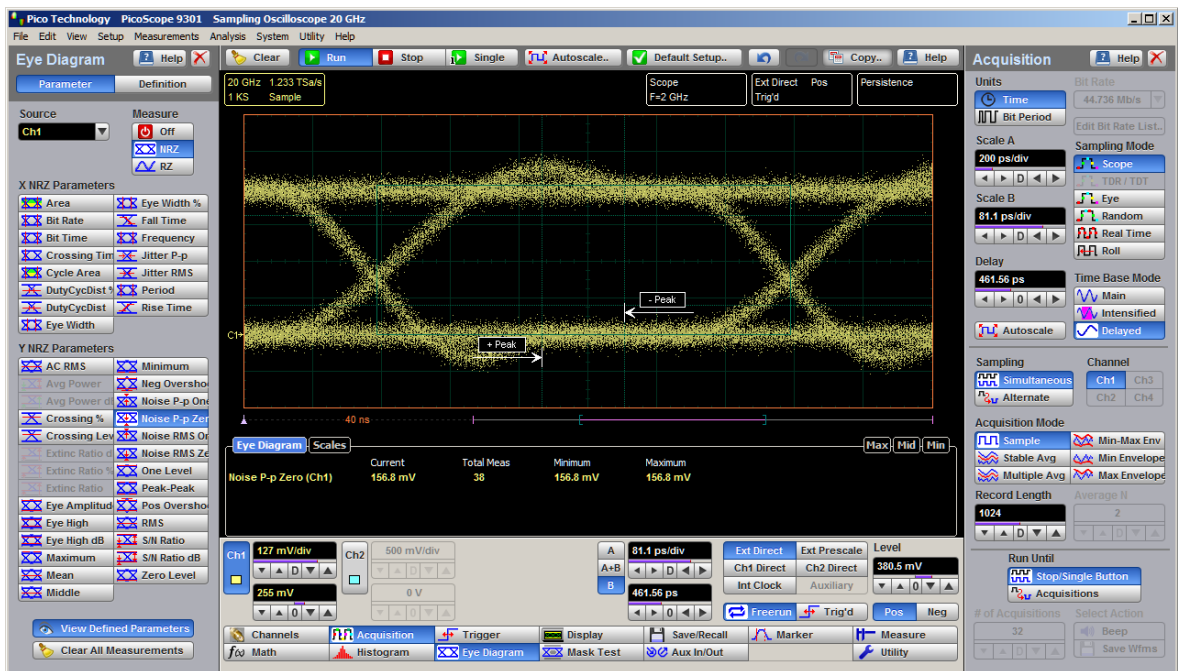 Pico Technology PicoScope 9301 Sampling Oscilloscope 20 GHz
File Edit View Setup Measurements Analysis System Utility Help
Eye Diagram Help
Clear Run Stop Single Autoscale.. Default Setup.. Copy.. Help
Acquisition Help
Parameter Definition
Source Measure
Ch1 Off
NRZ
RZ
X NRZ Parameters
Area Eye Width %
Bit Rate Fall Time
Bit Time Frequency
Crossing Tim Jitter P-p
Cycle Area Jitter RMS
DutyCycDist % Period
DutyCycDist Rise Time
Eye Width
Y NRZ Parameters
AC RMS Minimum
Avg Power Neg Oversho
Avg Power dB Noise P-p One
Crossing % Noise P-p Zer
Crossing Lev Noise RMS On
Extinc Ratio d Noise RMS Ze
Extinc Ratio % One Level
Extinc Ratio Peak-Peak
Eye Amplitud Pos Oversho
Eye High RMS
Eye High dB S/N Ratio
Maximum S/N Ratio dB
Mean Zero Level
Middle
View Defined Parameters
Clear All Measurements
20 GHz 1.233 TSa/s
1 KS Sample
Scope
F=2 GHz
Ext Direct Pos
Trig'd
Persistence
- Peak
C1
+ Peak
40 ns
Eye Diagram Scales Max Mid Min
Current Total Meas Minimum Maximum
Noise P-p Zero (Ch1) 156.8 mV 38 156.8 mV 156.8 mV
Ch1 127 mV/div Ch2 500 mV/div
D D
255 mV 0 V
0 0
A 81.1 ps/div
A+B D
B 461.56 ps
0
Ext Direct Ext Prescale Level
Ch1 Direct Ch2 Direct 380.5 mV
Int Clock Auxiliary 0
Freerun Trig'd Pos Neg
Channels Acquisition Trigger Display Save/Recall Marker Measure
f(x) Math Histogram Eye Diagram Mask Test Aux In/Out Utility
Units Bit Rate
Time 44.736 Mb/s
Bit Period Edit Bit Rate List..
Scale A Sampling Mode
200 ps/div Scope
D TDR / TDT
Scale B Eye
81.1 ps/div Random
D Real Time
Roll
Delay
461.56 ps Time Base Mode
0 Main
Intensified
Autoscale Delayed
Sampling Channel
Simultaneous Ch1 Ch3
Alternate Ch2 Ch4
Acquisition Mode
Sample Min-Max Env
Stable Avg Min Envelope
Multiple Avg Max Envelope
Record Length Average N
1024 2
D D
Run Until
Stop/Single Button
Acquisitions
# of Acquisitions Select Action
32 Beep
D Save Wfms